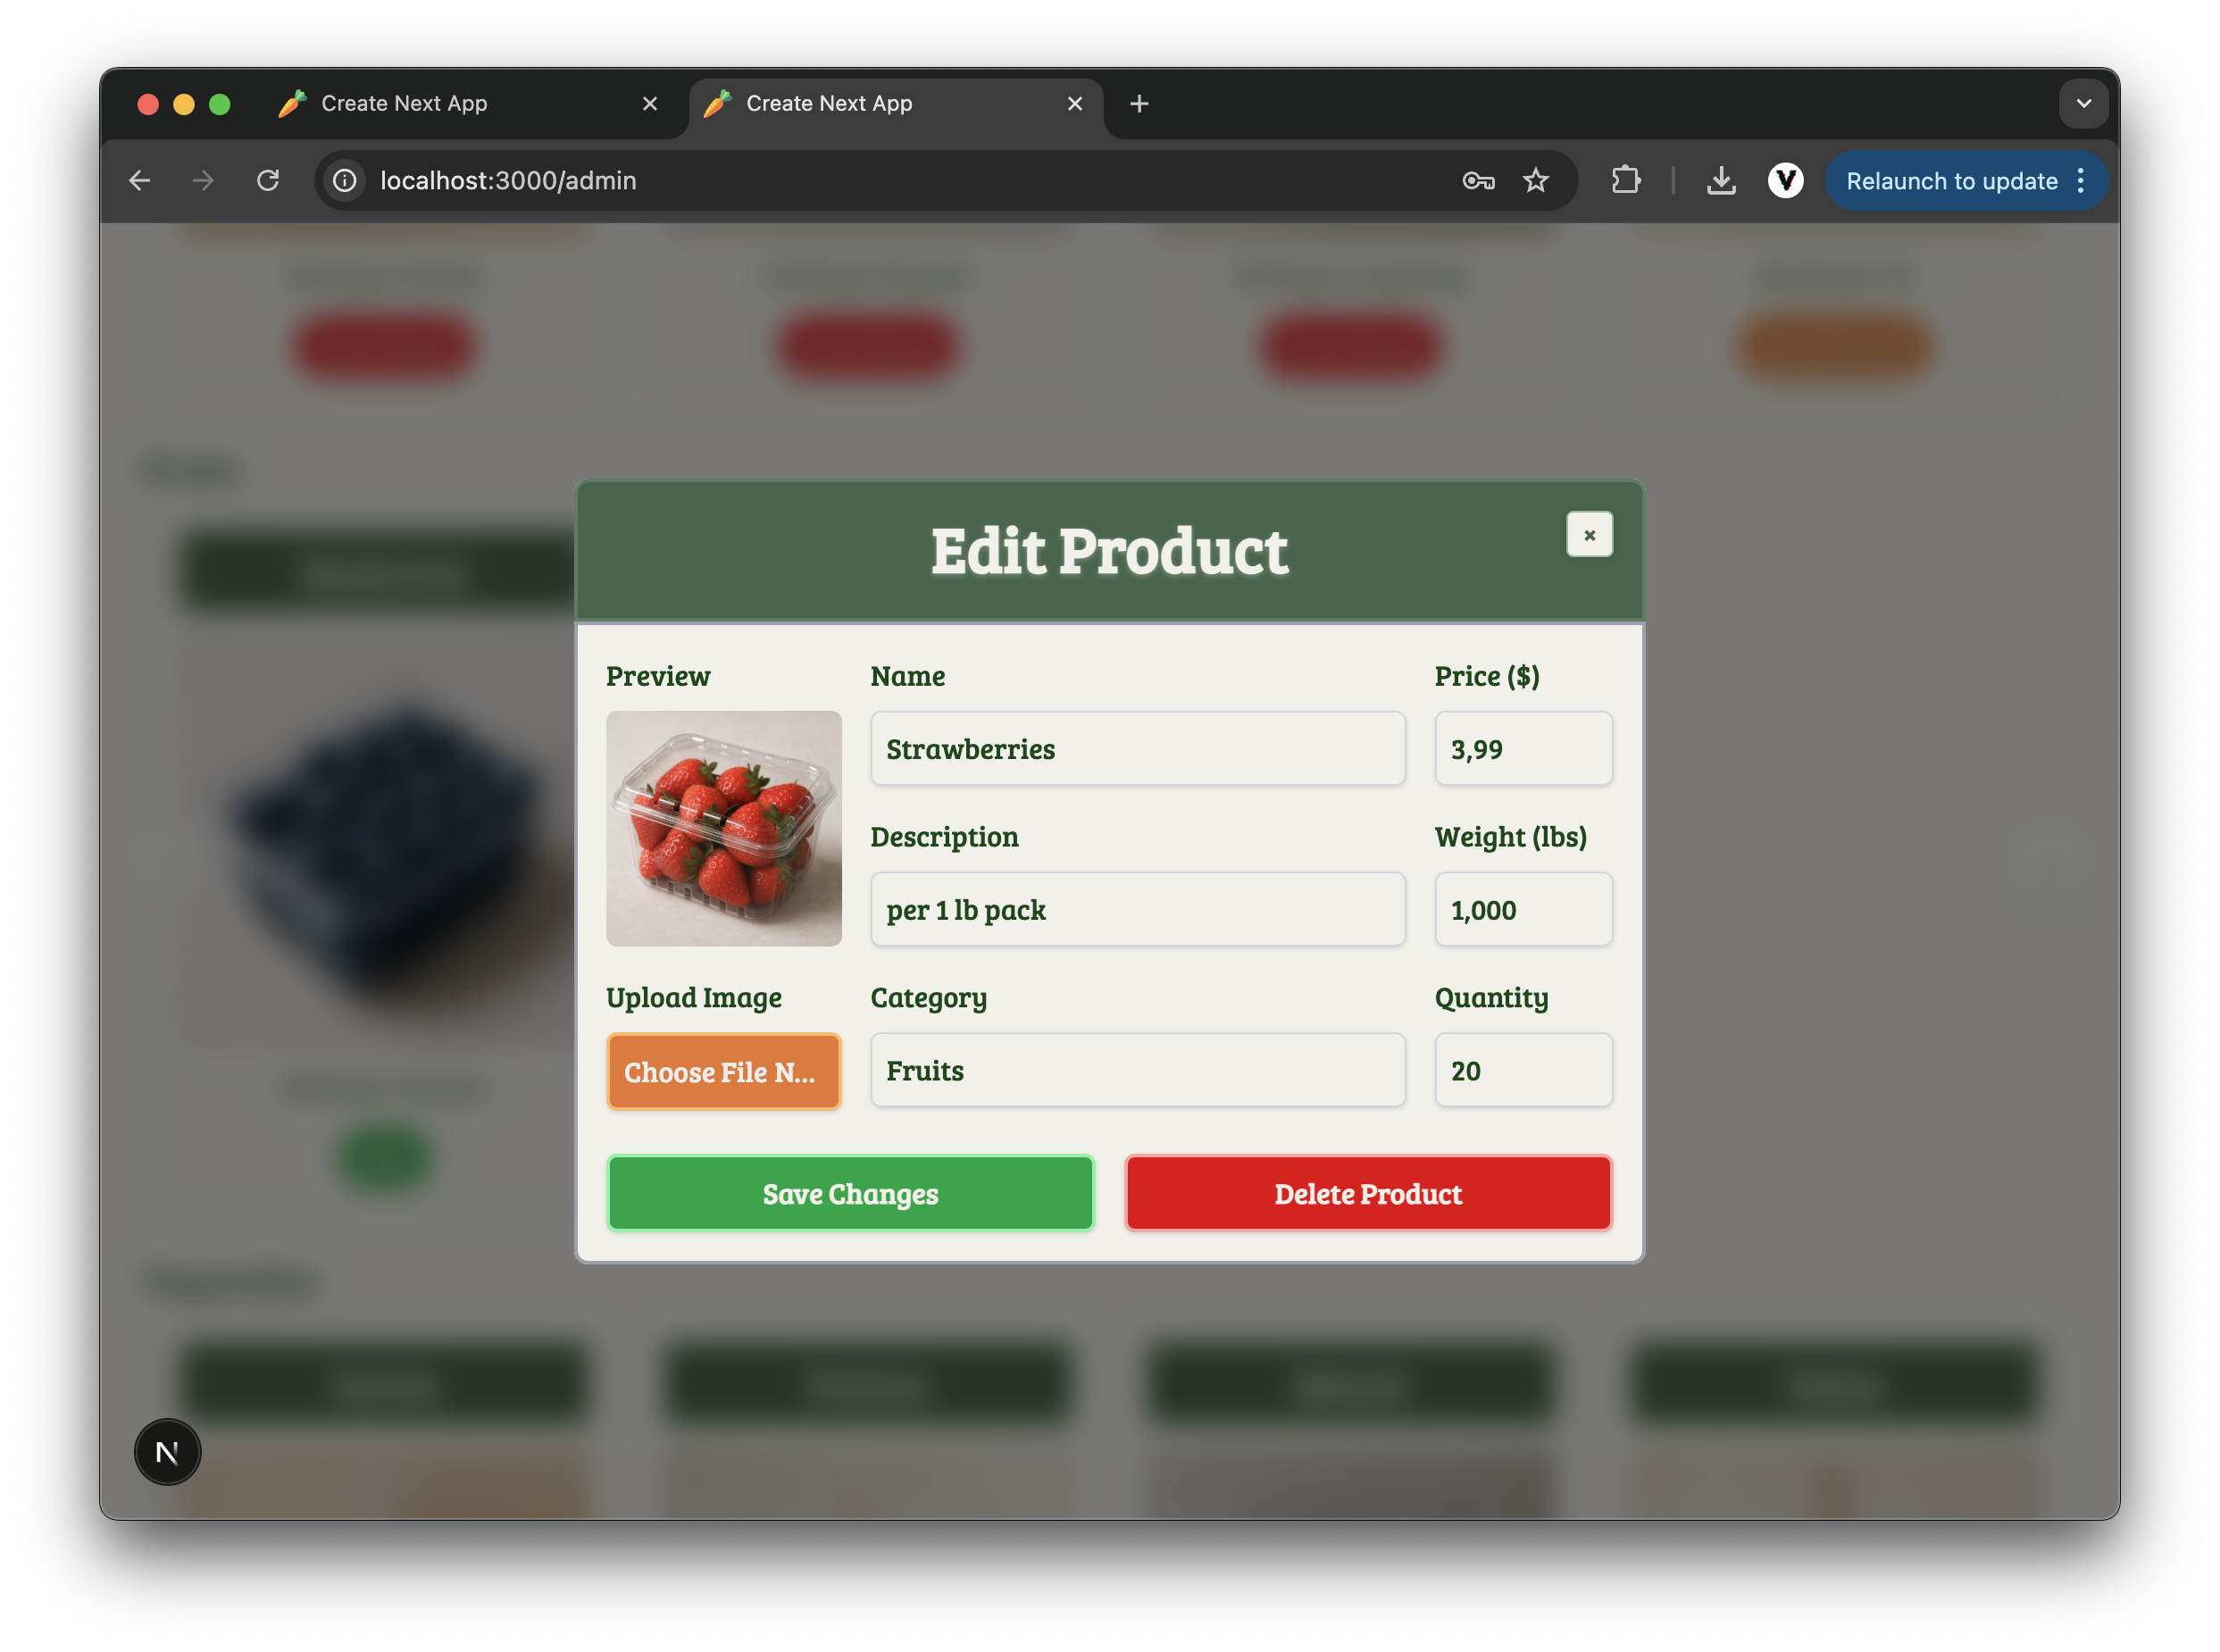 Create Next App
Create Next App
localhost:3000/admin
Relaunch to update
Edit Product
×
Preview
Name
Price ($)
Strawberries
3,99
Description
Weight (lbs)
per 1 lb pack
1,000
Upload Image
Category
Quantity
Choose File N...
Fruits
20
Save Changes
Delete Product
N